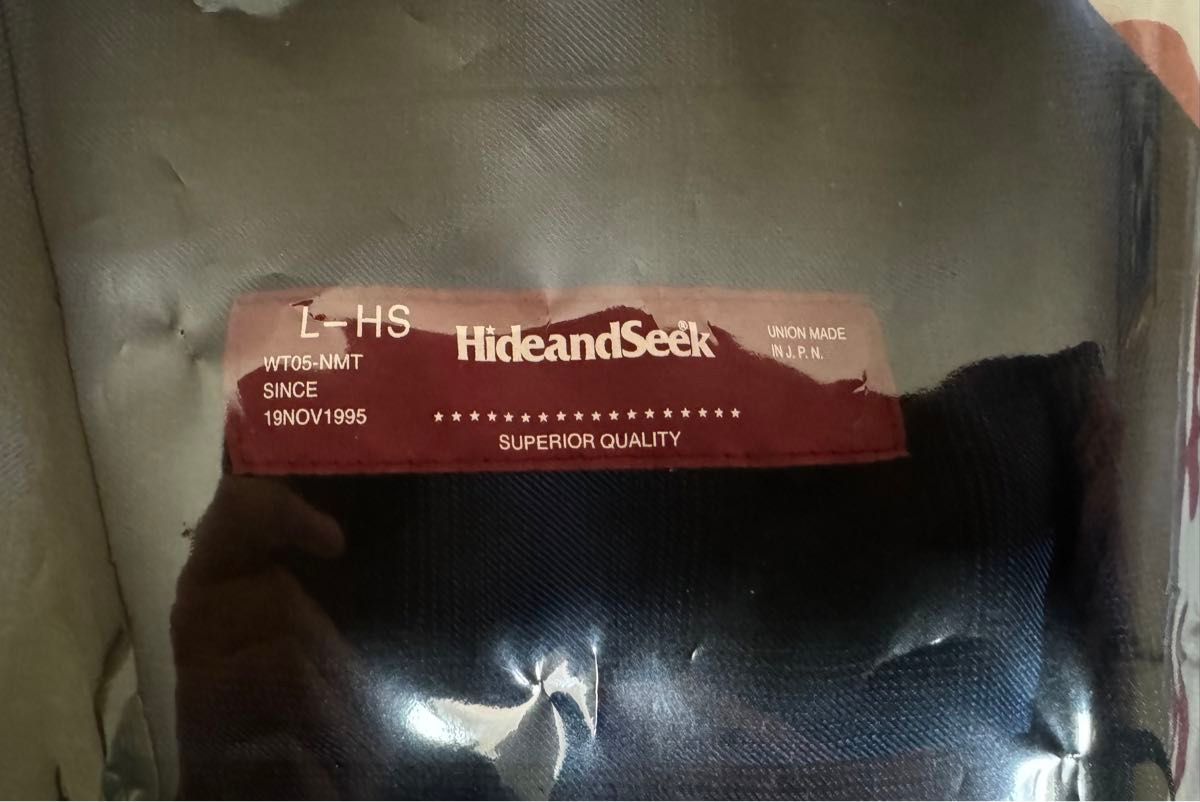 L-HS
WT05-NMT
SINCE
19NOV1995
HideandSeek®
★★★★★★★★★★★★★★★★★★
SUPERIOR QUALITY
UNION MADE
IN J. P. N.